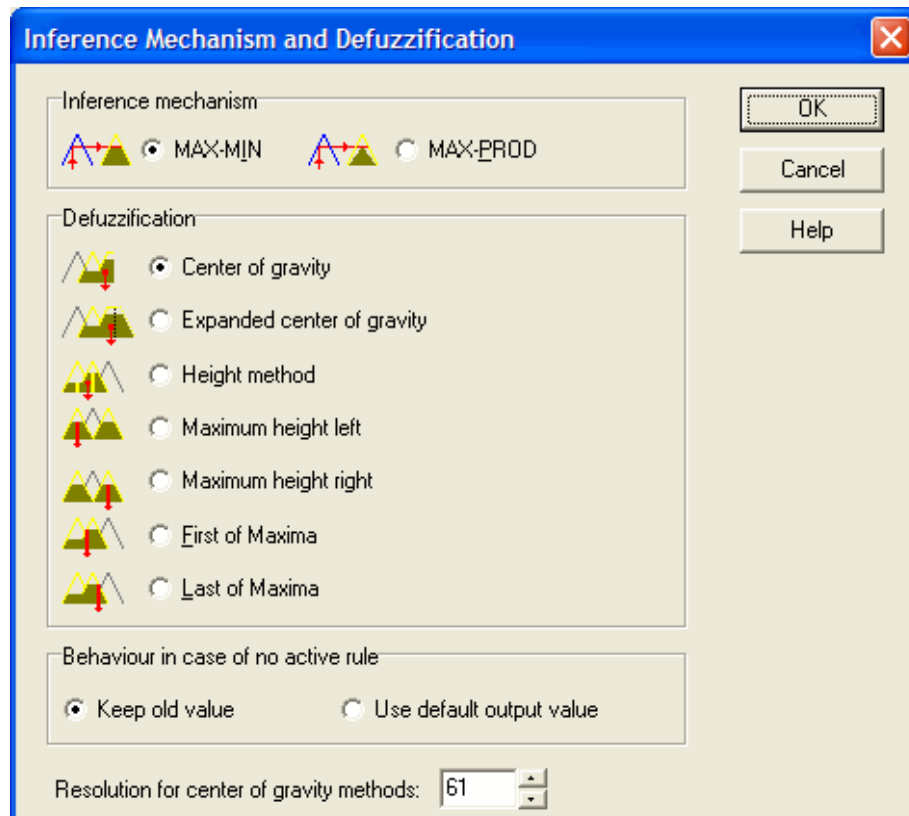 Inference Mechanism and Defuzzification
Inference mechanism
MAX-MIN
MAX-PROD
OK
Cancel
Help
Defuzzification
Center of gravity
Expanded center of gravity
Height method
Maximum height left
Maximum height right
First of Maxima
Last of Maxima
Behaviour in case of no active rule
Keep old value
Use default output value
Resolution for center of gravity methods: 61